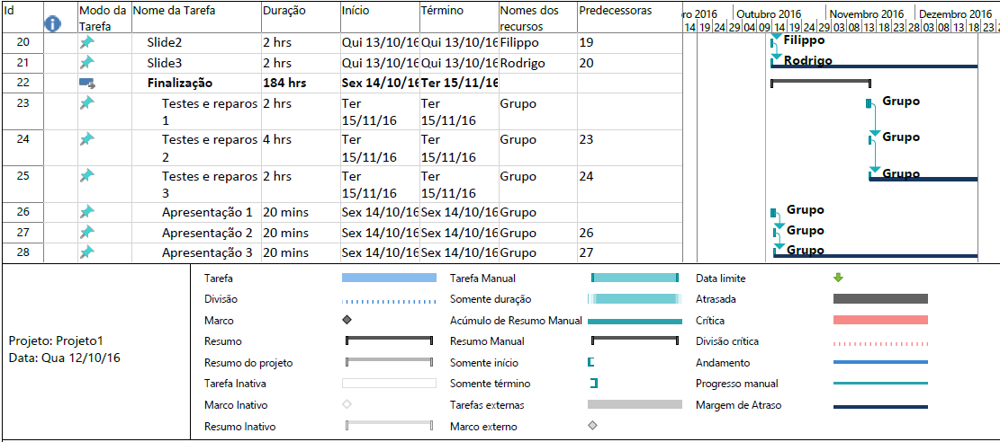 Id Modo da Tarefa Nome da Tarefa Duração Início Término Nomes dos recursos Predecessoras
ro 2016 Outubro 2016 Novembro 2016 Dezembro 2016
14 19 24 29 04 09 14 19 24 29 03 08 13 18 23 28 03 08 13 18 23 2
20 Slide2 2 hrs Qui 13/10/16 Qui 13/10/16 Filippo 19 Filippo
21 Slide3 2 hrs Qui 13/10/16 Qui 13/10/16 Rodrigo 20 Rodrigo
22 Finalização 184 hrs Sex 14/10/16 Ter 15/11/16
23 Testes e reparos 1 2 hrs Ter 15/11/16 Ter 15/11/16 Grupo Grupo
24 Testes e reparos 2 4 hrs Ter 15/11/16 Ter 15/11/16 Grupo 23 Grupo
25 Testes e reparos 3 2 hrs Ter 15/11/16 Ter 15/11/16 Grupo 24 Grupo
26 Apresentação 1 20 mins Sex 14/10/16 Sex 14/10/16 Grupo Grupo
27 Apresentação 2 20 mins Sex 14/10/16 Sex 14/10/16 Grupo 26 Grupo
28 Apresentação 3 20 mins Sex 14/10/16 Sex 14/10/16 Grupo 27 Grupo
Projeto: Projeto1
Data: Qua 12/10/16
Tarefa
Divisão
Marco
Resumo
Resumo do projeto
Tarefa Inativa
Marco Inativo
Resumo Inativo
Tarefa Manual
Somente duração
Acúmulo de Resumo Manual
Resumo Manual
Somente início
Somente término
Tarefas externas
Marco externo
Data limite
Atrasada
Crítica
Divisão crítica
Andamento
Progresso manual
Margem de Atraso